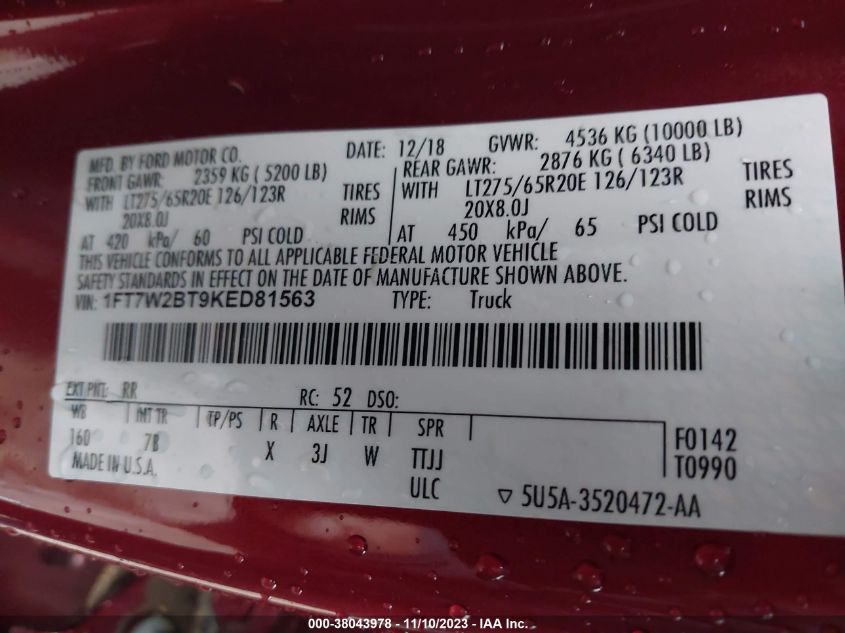 MFD. BY FORD MOTOR CO. DATE: 12/18 GVWR: 4536 KG (10000 LB)
FRONT GAWR: 2359 KG ( 5200 LB) REAR GAWR: 2876 KG ( 6340 LB)
WITH LT275/65R20E 126/123R TIRES WITH LT275/65R20E 126/123R TIRES
20X8.0J RIMS 20X8.0J RIMS
AT 420 kPa/ 60 PSI COLD AT 450 kPa/ 65 PSI COLD
THIS VEHICLE CONFORMS TO ALL APPLICABLE FEDERAL MOTOR VEHICLE
SAFETY STANDARDS IN EFFECT ON THE DATE OF MANUFACTURE SHOWN ABOVE.
VIN: 1FT7W2BT9KED81563 TYPE: Truck
EXT PNT: RR RC: 52 DSO:
WB INT TR TP/PS R AXLE TR SPR
160 7B X 3J W TTJJ F0142
MADE IN U.S.A. ULC T0990
5U5A-3520472-AA
000-38043978 - 11/10/2023 - IAA Inc.